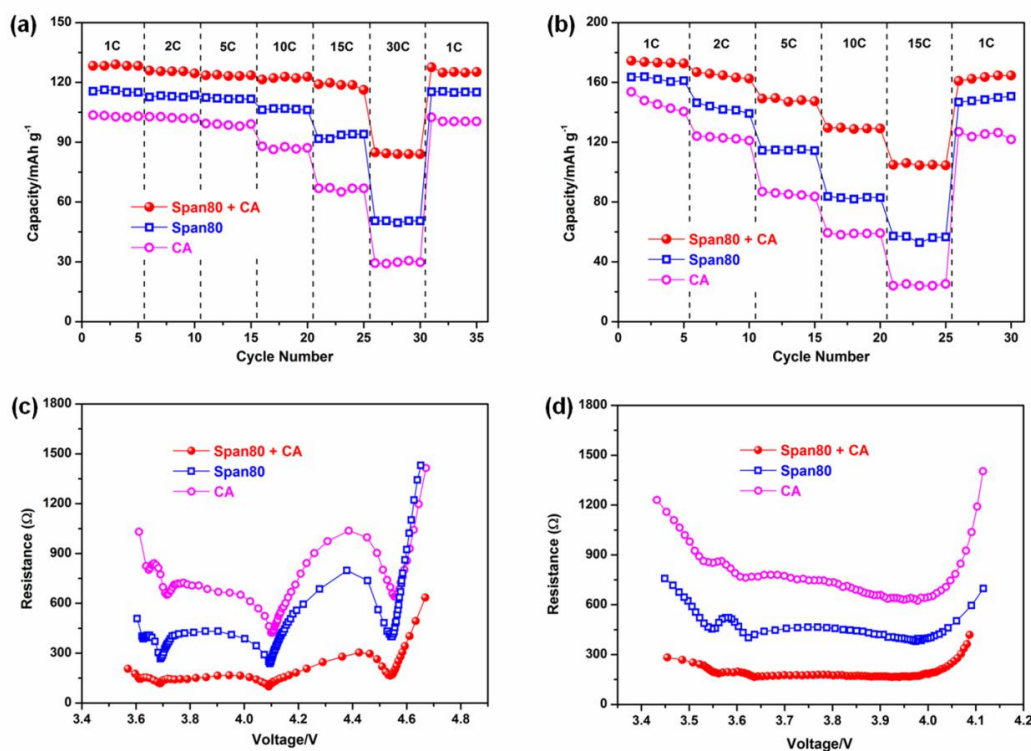 (a)
1C 2C 5C 10C 15C 30C 1C
Capacity/mAh g⁻¹
150
120
90
60
30
0
Span80 + CA
Span80
CA
0 5 10 15 20 25 30 35
Cycle Number
(b)
1C 2C 5C 10C 15C 1C
Capacity/mAh g⁻¹
200
160
120
80
40
0
Span80 + CA
Span80
CA
0 5 10 15 20 25 30
Cycle Number
(c)
Resistance (Ω)
1800
1500
1200
900
600
300
0
Span80 + CA
Span80
CA
3.4 3.6 3.8 4.0 4.2 4.4 4.6 4.8
Voltage/V
(d)
Resistance (Ω)
1800
1500
1200
900
600
300
0
Span80 + CA
Span80
CA
3.4 3.5 3.6 3.7 3.8 3.9 4.0 4.1 4.2
Voltage/V